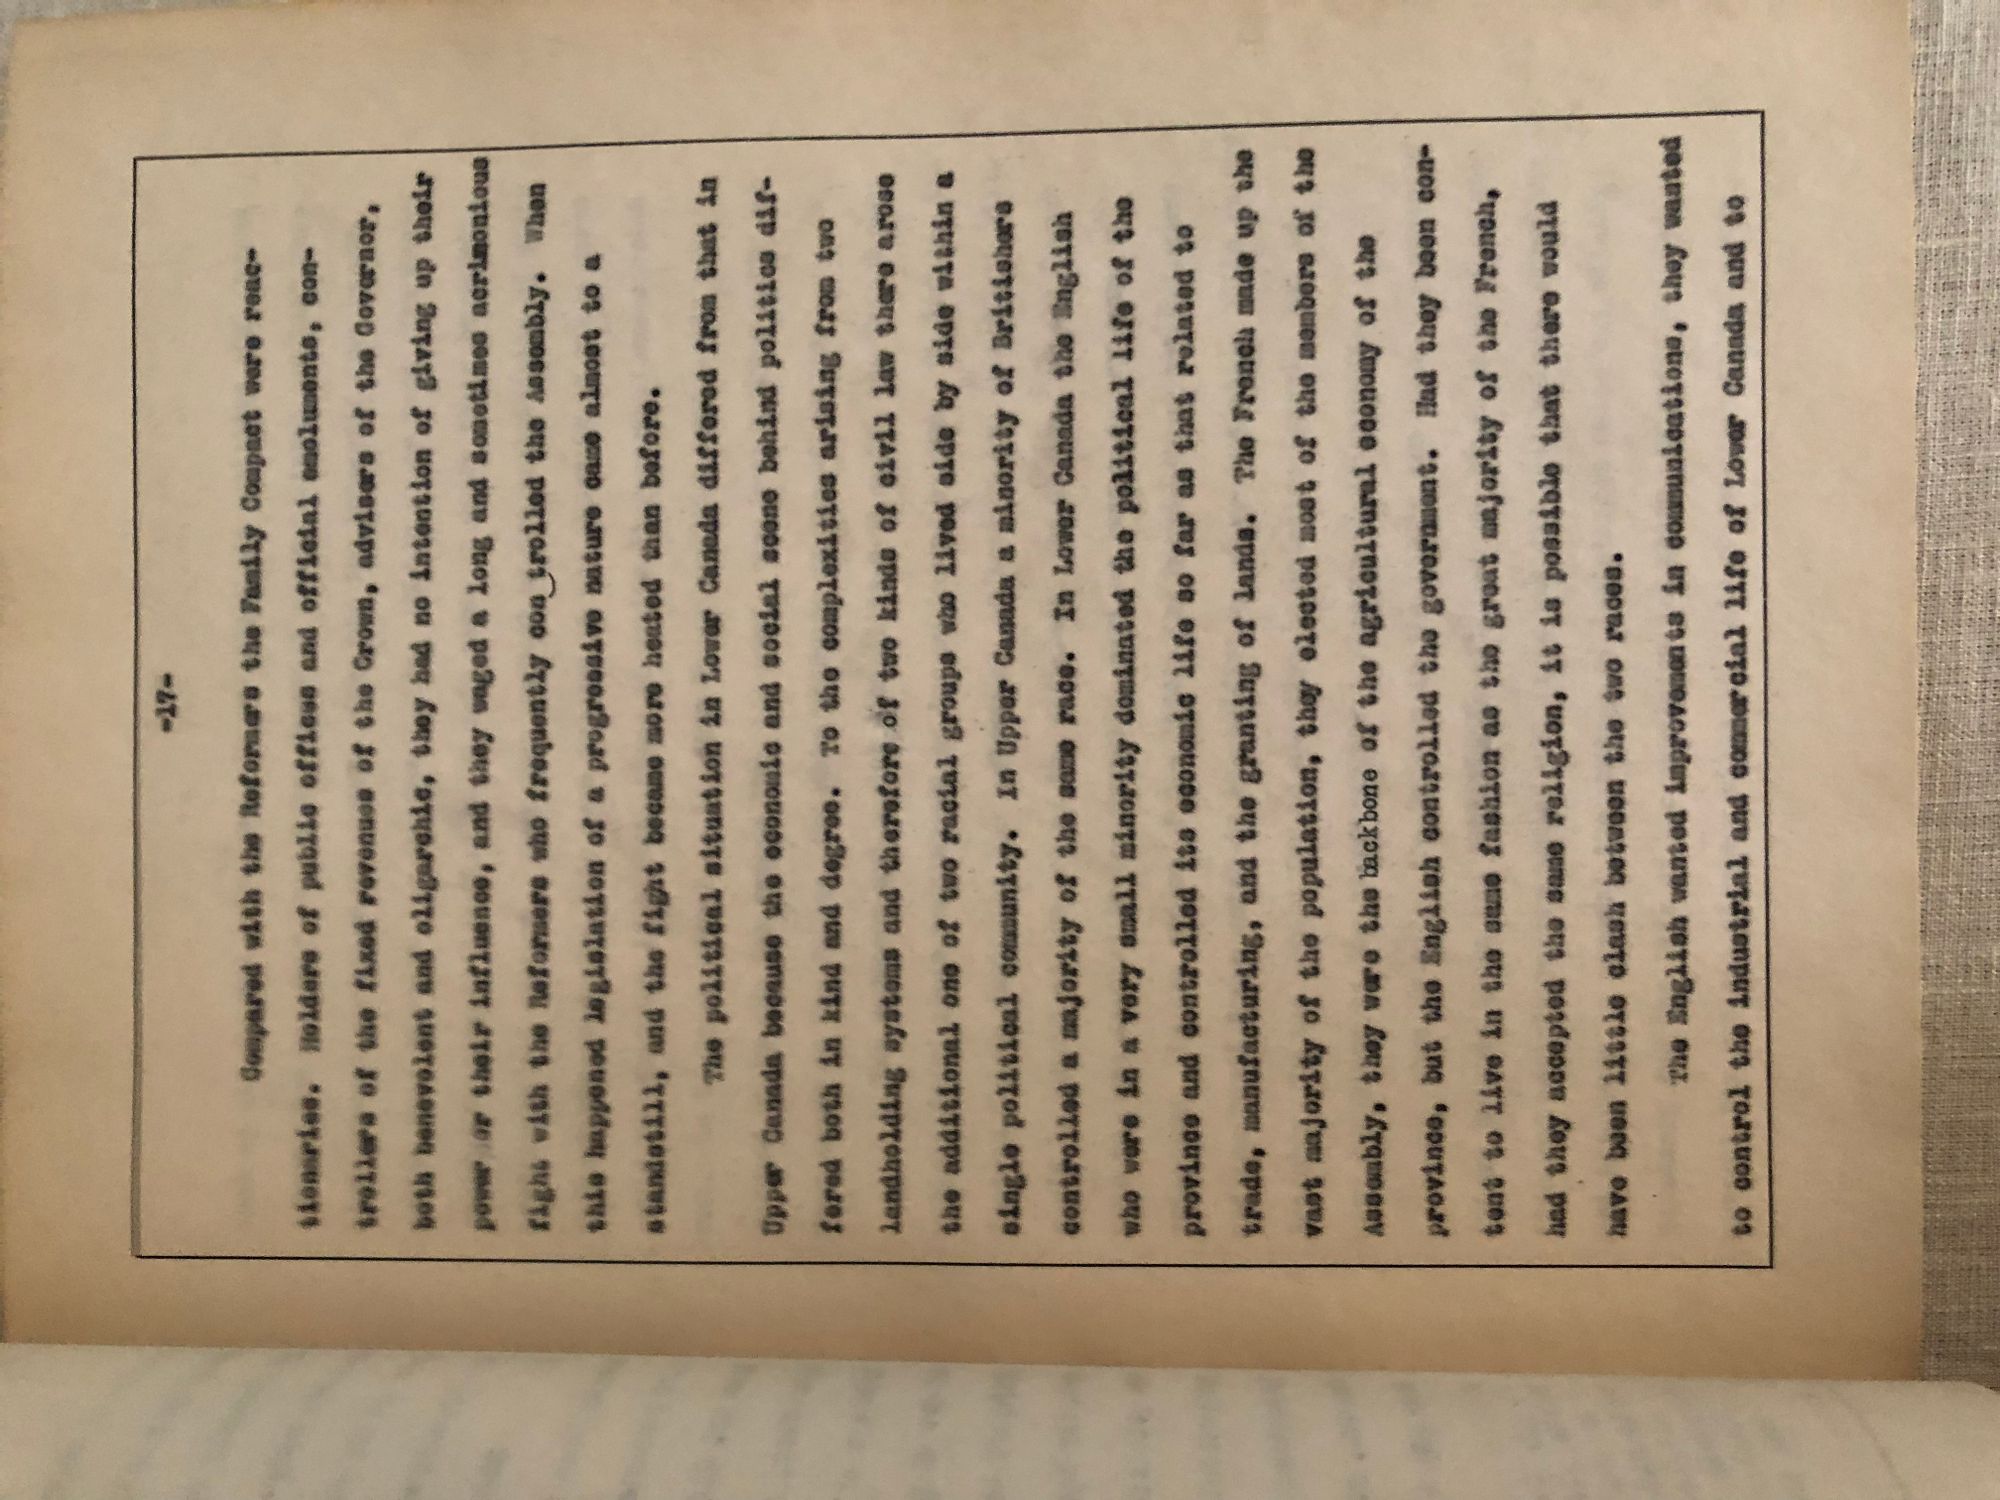 -17-
Compared with the Reformers the Family Compact were reac-
tionaries. Holders of public offices and official emoluments, con-
trollers of the fixed revenues of the Crown, advisers of the Governor,
both benevolent and oligarchic, they had no intention of giving up their
power or their influence, and they waged a long and sometimes acrimonious
fight with the Reformers who frequently con trolled the Assembly. When
this happened legislation of a progressive nature came almost to a
standstill, and the fight became more heated than before.
The political situation in Lower Canada differed from that in
Upper Canada because the economic and social scene behind politics dif-
fered both in kind and degree. To the complexities arising from two
landholding systems and therefore of two kinds of civil law there arose
the additional one of two racial groups who lived side by side within a
single political community. In Upper Canada a minority of Britishers
controlled a majority of the same race. In Lower Canada the English
who were in a very small minority dominated the political life of the
province and controlled its economic life so far as that related to
trade, manufacturing, and the granting of lands. The French made up the
vast majority of the population, they elected most of the members of the
Assembly, they were the backbone of the agricultural economy of the
province, but the English controlled the government. Had they been con-
tent to live in the same fashion as the great majority of the French,
had they accepted the same religion, it is possible that there would
have been little clash between the two races.
The English wanted improvements in communications, they wanted
to control the industrial and commercial life of Lower Canada and to